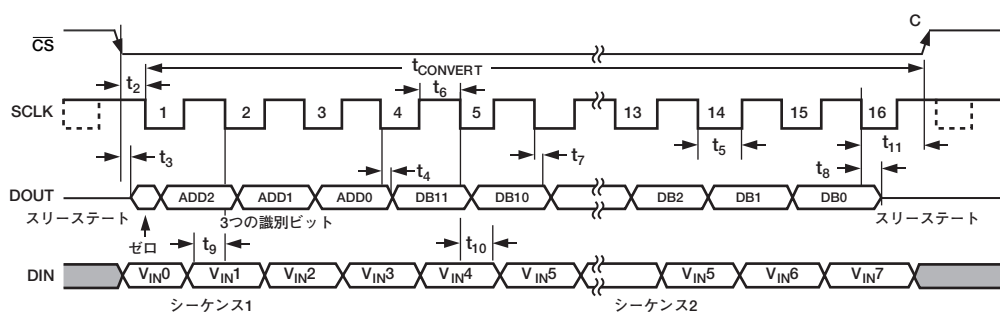 CS C
tCONVERT
t2 t6
SCLK 1 2 3 4 5 13 14 15 16
t3 t4 t7 t5 t8 t11
DOUT ADD2 ADD1 ADD0 DB11 DB10 DB2 DB1 DB0
スリーステート 3つの識別ビット スリーステート
ゼロ t9 t10
DIN VIN0 VIN1 VIN2 VIN3 VIN4 VIN5 VIN5 VIN6 VIN7
シーケンス1 シーケンス2